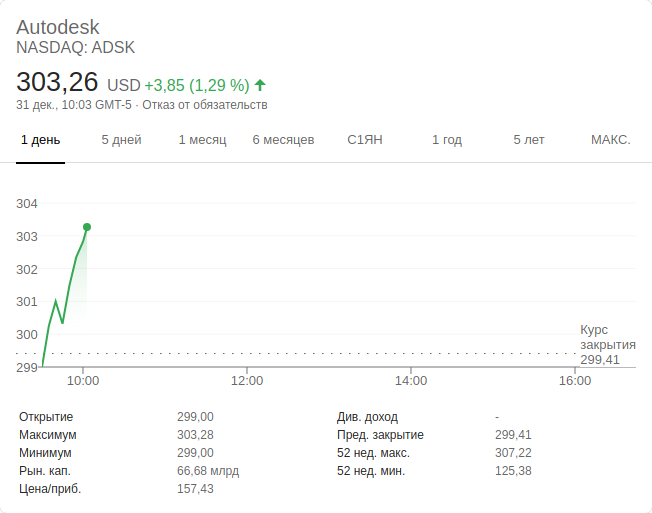 Autodesk
NASDAQ: ADSK
303,26 USD +3,85 (1,29 %)
31 дек., 10:03 GMT-5 · Отказ от обязательств
1 день 5 дней 1 месяц 6 месяцев С1ЯН 1 год 5 лет МАКС.
304
303
302
301
300
299
Курс
закрытия
299,41
10:00 12:00 14:00 16:00
Открытие 299,00 Див. доход -
Максимум 303,28 Пред. закрытие 299,41
Минимум 299,00 52 нед. макс. 307,22
Рын. кап. 66,68 млрд 52 нед. мин. 125,38
Цена/приб. 157,43